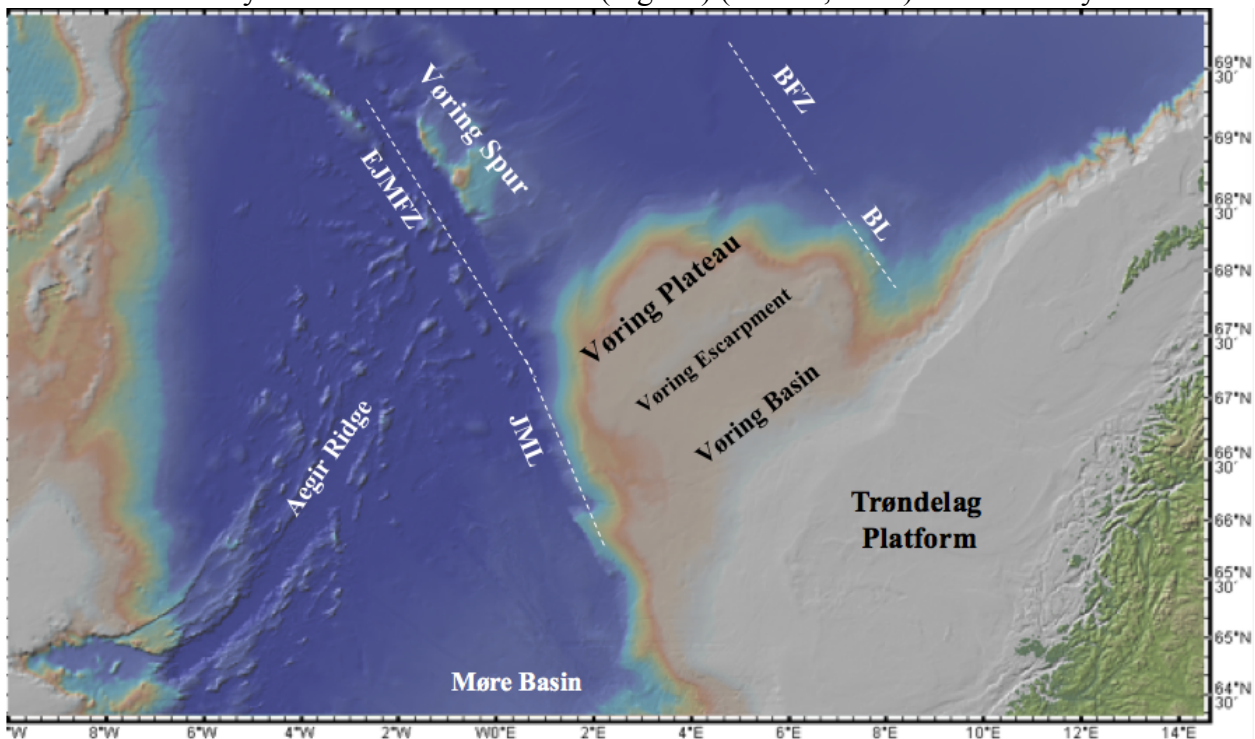 69°N
30´
Vøring Spur
BFZ
69°N
EJMFZ
68°N
30´
BL
Vøring Plateau
68°N
Vøring Escarpment
67°N
30´
Vøring Basin
67°N
Aegir Ridge
JML
66°N
30´
Trøndelag
Platform
66°N
65°N
30´
65°N
Møre Basin
64°N
30´
°W 8°W 6°W 4°W 2°W W0°E 2°E 4°E 6°E 8°E 10°E 12°E 14°E